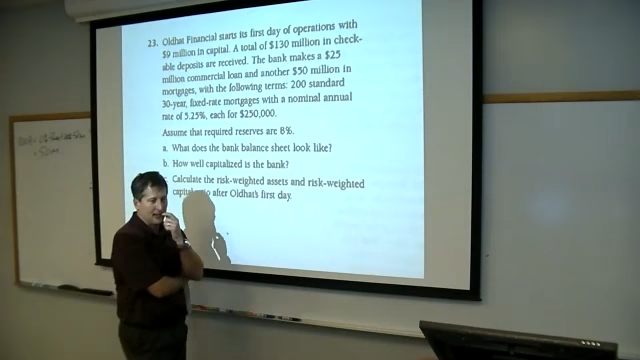 23. Oldhat Financial starts its first day of operations with
$9 million in capital. A total of $130 million in check-
able deposits are received. The bank makes a $25
million commercial loan and another $50 million in
mortgages, with the following terms: 200 standard
30-year, fixed-rate mortgages with a nominal annual
rate of 5.25%, each for $250,000.
Assume that required reserves are 8%.
a. What does the bank balance sheet look like?
b. How well capitalized is the bank?
Calculate the risk-weighted assets and risk-weighted
capital after Oldhat's first day.